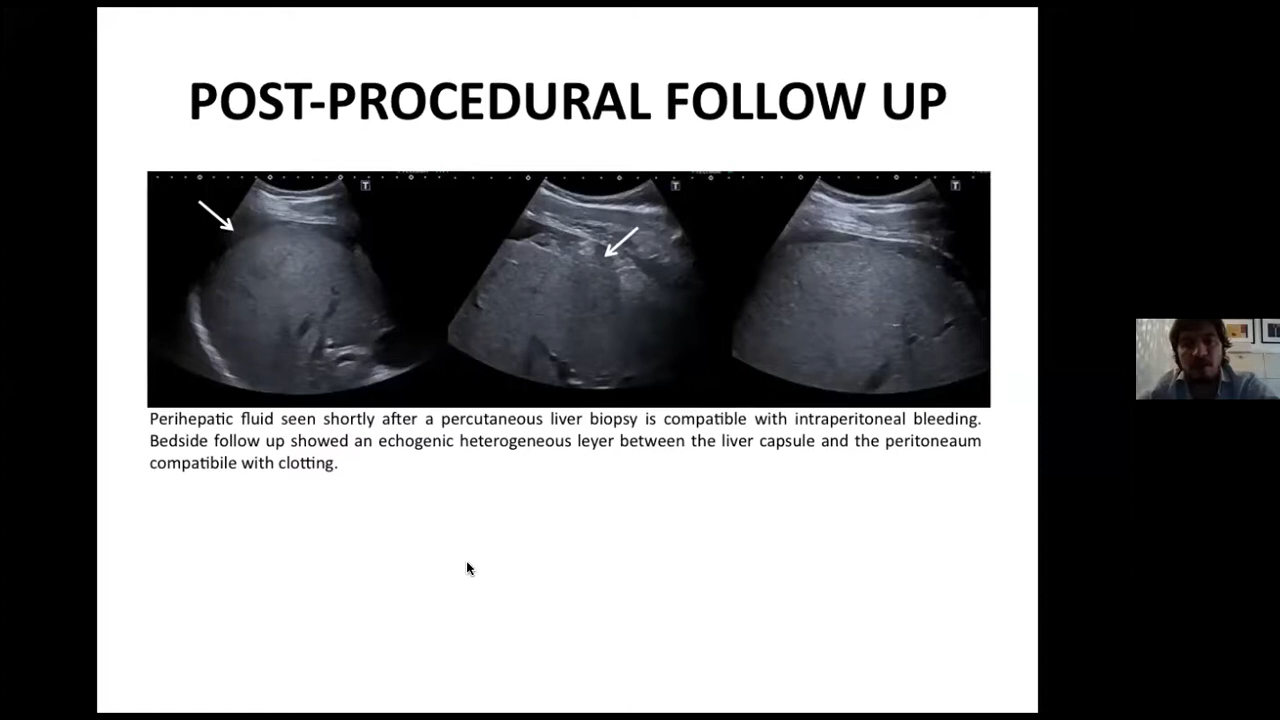 POST-PROCEDURAL FOLLOW UP
T T T
Perihepatic fluid seen shortly after a percutaneous liver biopsy is compatible with intraperitoneal bleeding.
Bedside follow up showed an echogenic heterogeneous leyer between the liver capsule and the peritoneaum
compatibile with clotting.